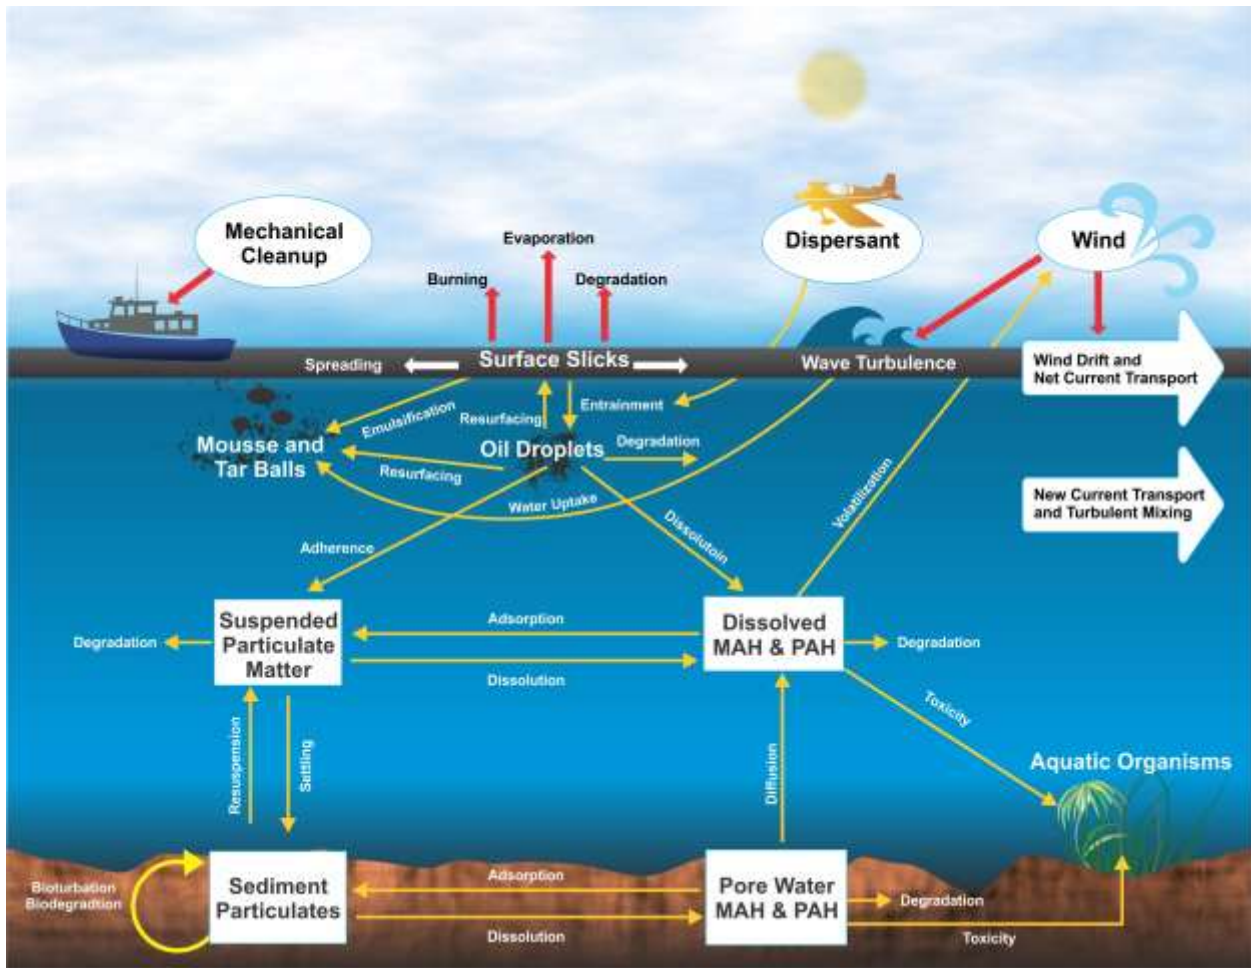 Mechanical
Cleanup
Evaporation
Burning
Degradation
Dispersant
Wind
Spreading
Surface Slicks
Wave Turbulence
Wind Drift and
Net Current Transport
Emulsification
Resurfacing
Entrainment
Mousse and
Tar Balls
Oil Droplets
Degradation
Resurfacing
Water Uptake
New Current Transport
and Turbulent Mixing
Volatilization
Adherence
Dissolutoin
Suspended
Particulate
Matter
Degradation
Adsorption
Dissolution
Dissolved
MAH & PAH
Degradation
Toxicity
Resuspension
Settling
Diffusion
Aquatic Organisms
Bioturbation
Biodegradtion
Sediment
Particulates
Adsorption
Dissolution
Pore Water
MAH & PAH
Degradation
Toxicity